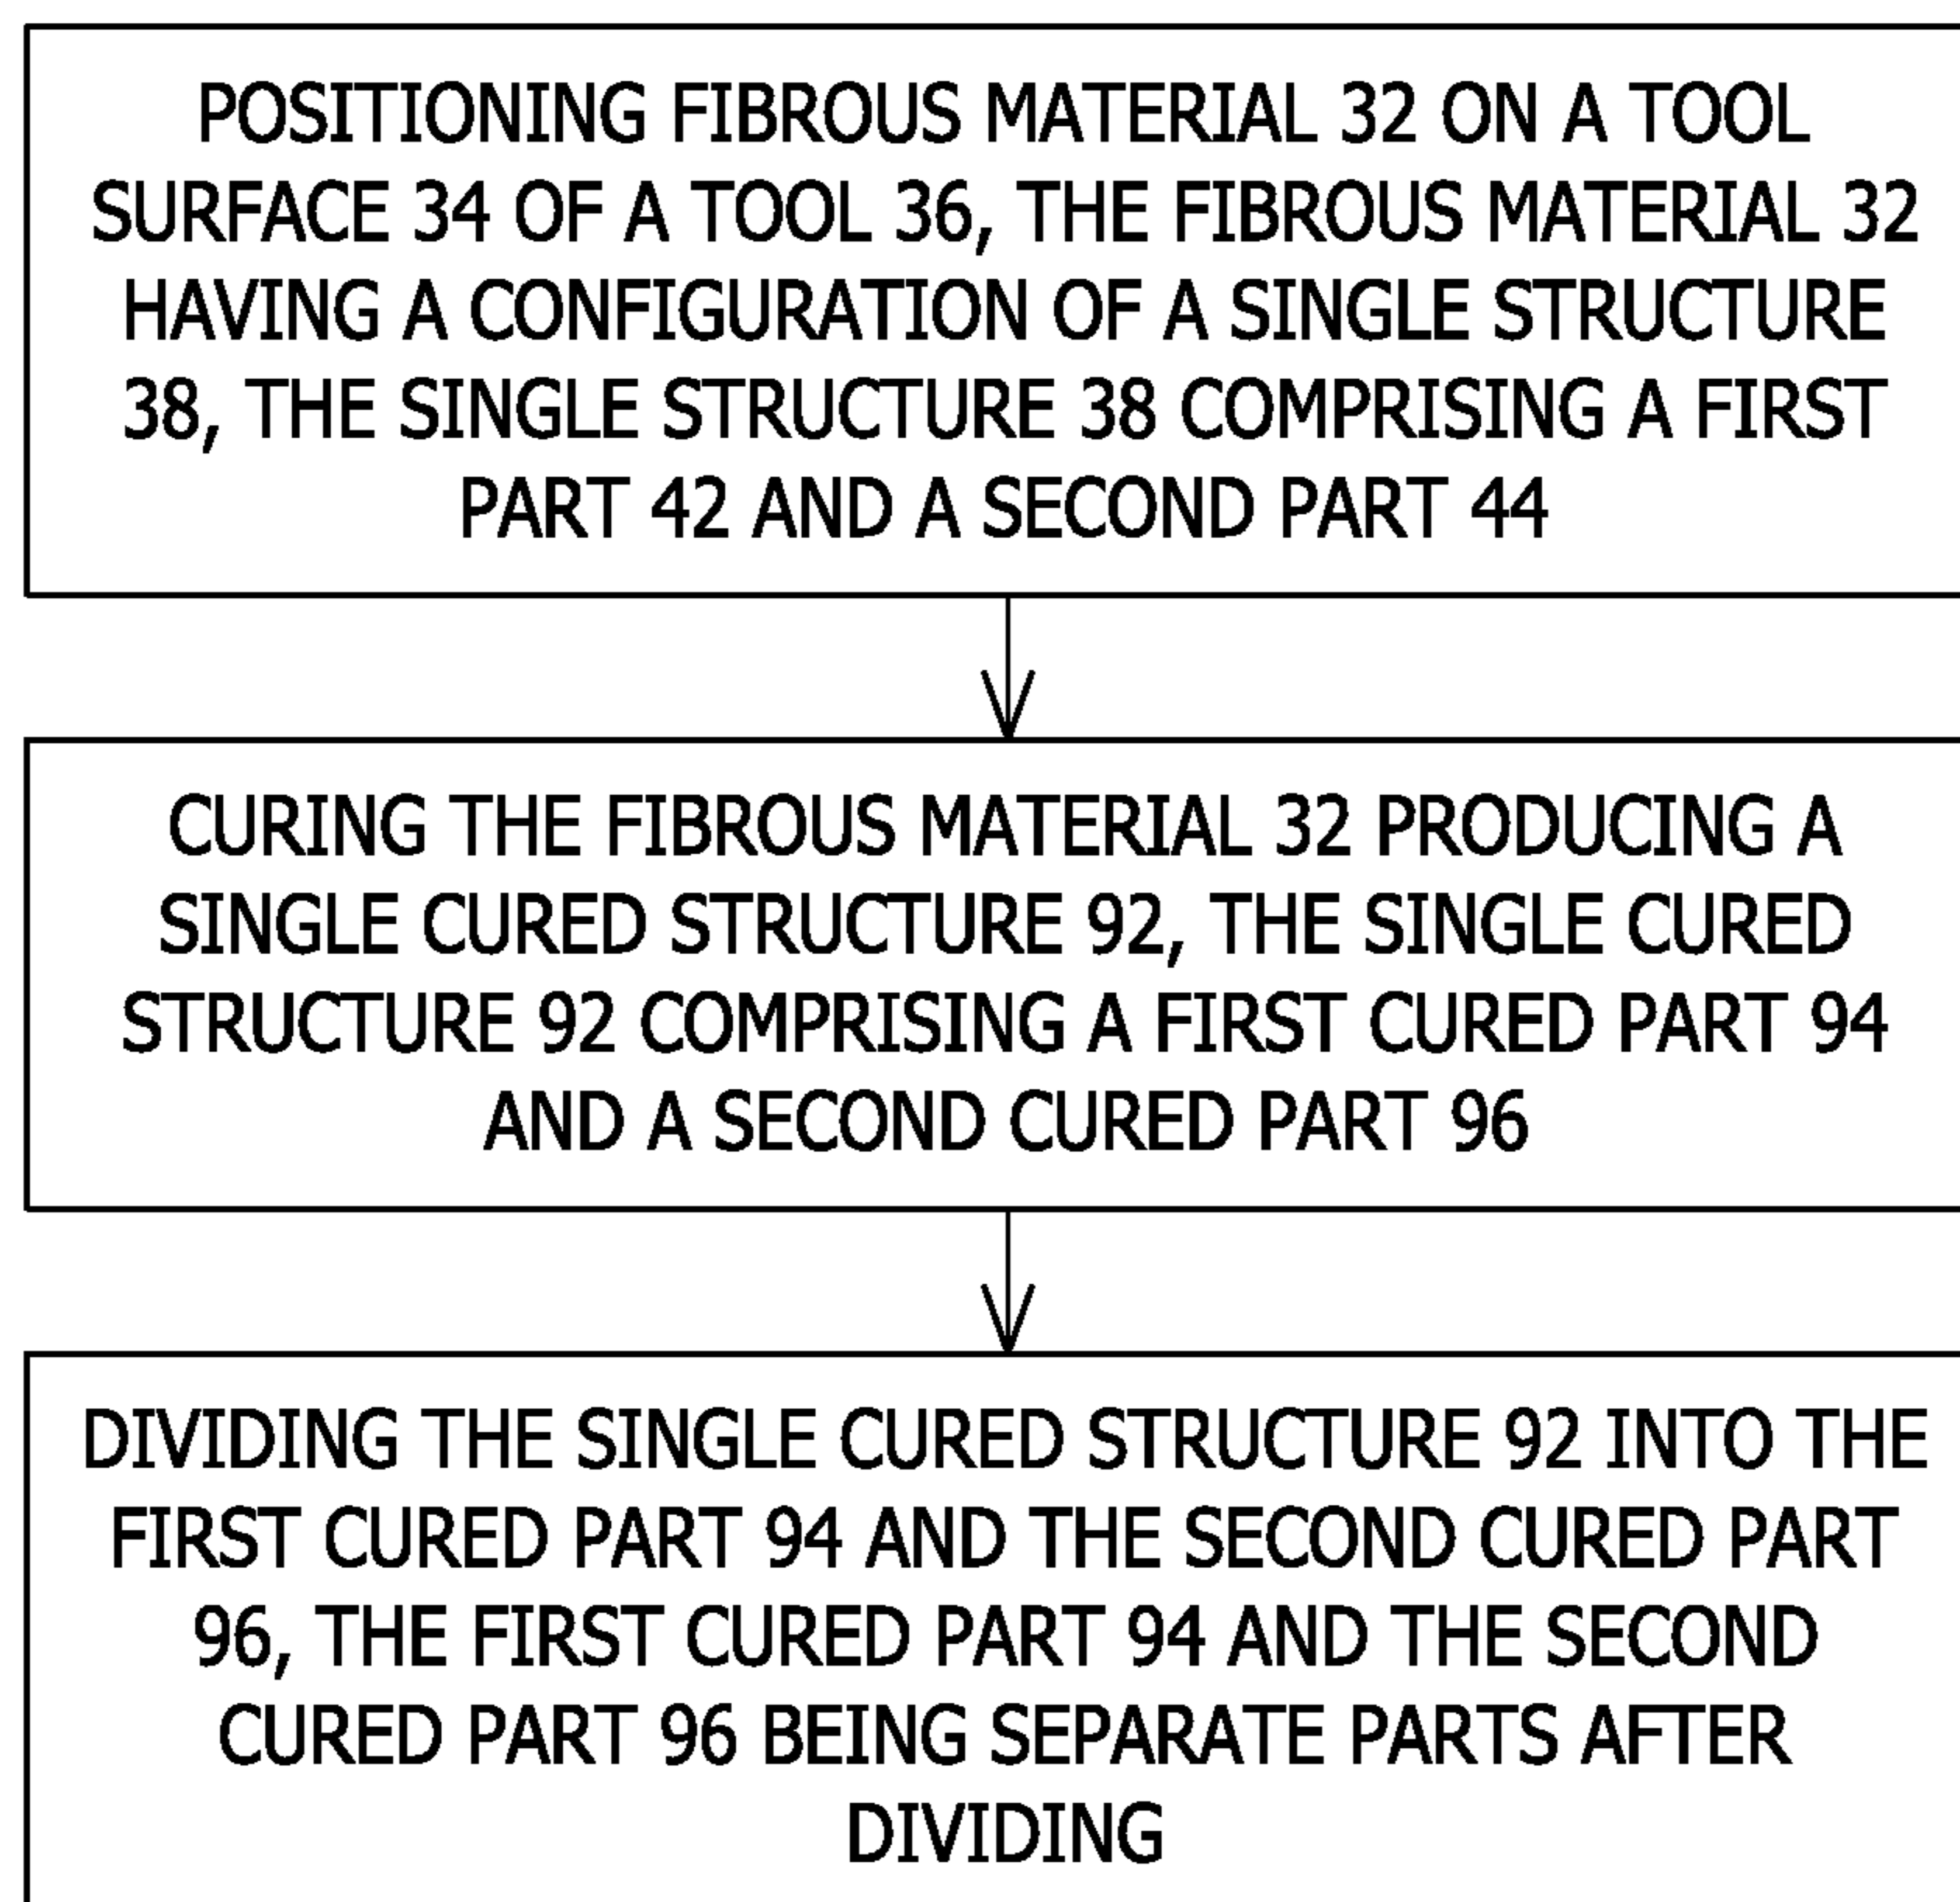 POSITIONING FIBROUS MATERIAL 32 ON A TOOL
SURFACE 34 OF A TOOL 36, THE FIBROUS MATERIAL 32
HAVING A CONFIGURATION OF A SINGLE STRUCTURE
38, THE SINGLE STRUCTURE 38 COMPRISING A FIRST
PART 42 AND A SECOND PART 44
CURING THE FIBROUS MATERIAL 32 PRODUCING A
SINGLE CURED STRUCTURE 92, THE SINGLE CURED
STRUCTURE 92 COMPRISING A FIRST CURED PART 94
AND A SECOND CURED PART 96
DIVIDING THE SINGLE CURED STRUCTURE 92 INTO THE
FIRST CURED PART 94 AND THE SECOND CURED PART
96, THE FIRST CURED PART 94 AND THE SECOND
CURED PART 96 BEING SEPARATE PARTS AFTER
DIVIDING